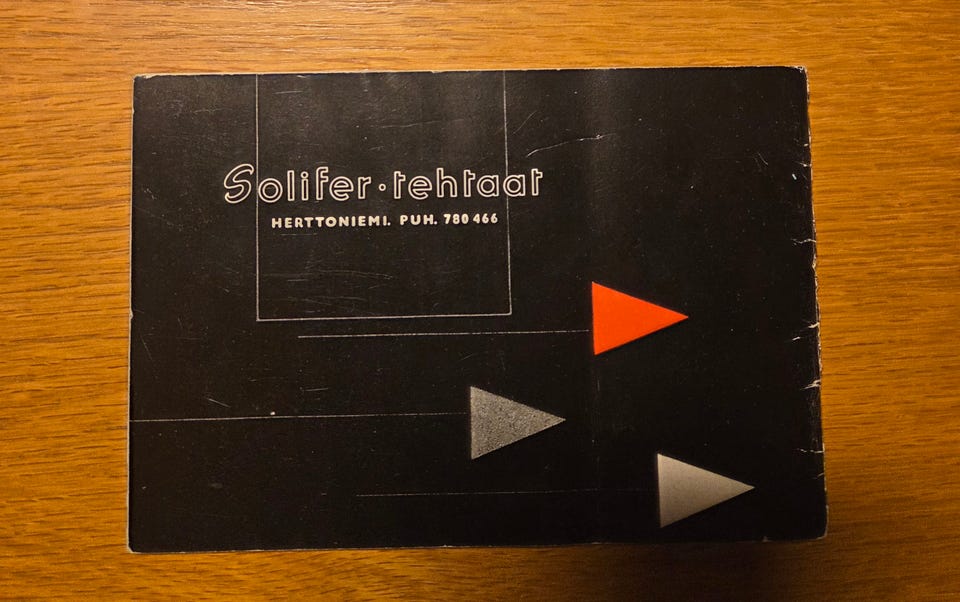 Solifer·tehtaat
HERTTONIEMI. PUH. 780 466